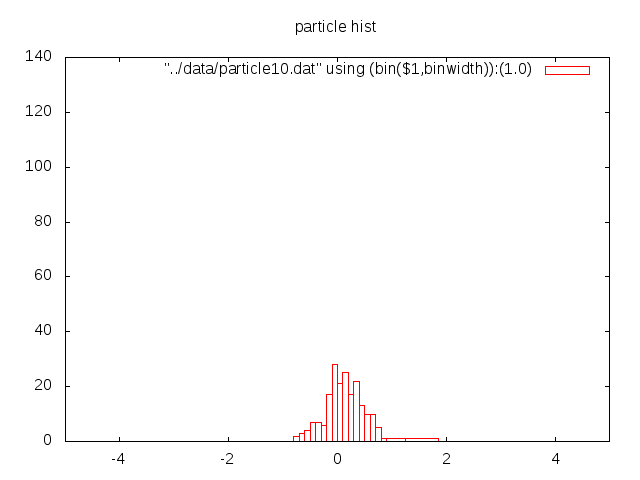 particle hist
140
"../data/particle10.dat" using (bin($1,binwidth)):(1.0)
120
100
80
60
40
20
0
-4 -2 0 2 4